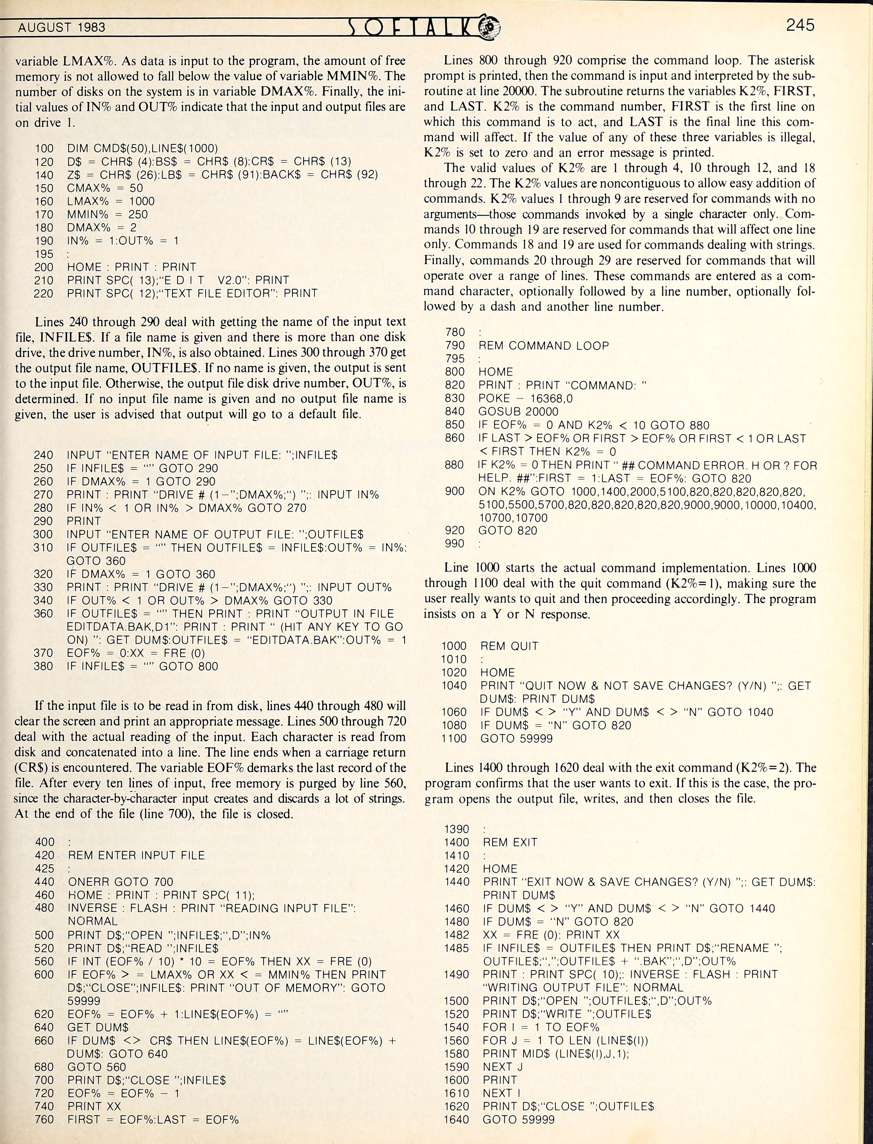 AUGUST 1983
SOFTALK
245
variable LMAX%. As data is input to the program, the amount of free
memory is not allowed to fall below the value of variable MMIN%. The
number of disks on the system is in variable DMAX%. Finally, the ini-
tial values of IN% and OUT% indicate that the input and output files are
on drive 1.
100 DIM CMD$(50),LINE$(1000)
120 D$ = CHR$ (4):BS$ = CHR$ (8):CR$ = CHR$ (13)
140 Z$ = CHR$ (26):LB$ = CHR$ (91):BACK$ = CHR$ (92)
150 CMAX% = 50
160 LMAX% = 1000
170 MMIN% = 250
180 DMAX% = 2
190 IN% = 1:OUT% = 1
195 :
200 HOME : PRINT : PRINT
210 PRINT SPC( 13);"E D I T V2.0": PRINT
220 PRINT SPC( 12);"TEXT FILE EDITOR": PRINT
Lines 240 through 290 deal with getting the name of the input text
file, INFILE$. If a file name is given and there is more than one disk
drive, the drive number, IN%, is also obtained. Lines 300 through 370 get
the output file name, OUTFILE$. If no name is given, the output is sent
to the input file. Otherwise, the output file disk drive number, OUT%, is
determined. If no input file name is given and no output file name is
given, the user is advised that output will go to a default file.
240 INPUT "ENTER NAME OF INPUT FILE: ";INFILE$
250 IF INFILE$ = "" GOTO 290
260 IF DMAX% = 1 GOTO 290
270 PRINT : PRINT "DRIVE # (1-";DMAX%;") ";: INPUT IN%
280 IF IN% < 1 OR IN% > DMAX% GOTO 270
290 PRINT
300 INPUT "ENTER NAME OF OUTPUT FILE: ";OUTFILE$
310 IF OUTFILE$ = "" THEN OUTFILE$ = INFILE$:OUT% = IN%:
GOTO 360
320 IF DMAX% = 1 GOTO 360
330 PRINT : PRINT "DRIVE # (1-";DMAX%;") ";: INPUT OUT%
340 IF OUT% < 1 OR OUT% > DMAX% GOTO 330
360 IF OUTFILE$ = "" THEN PRINT : PRINT "OUTPUT IN FILE
EDITDATA.BAK,D1": PRINT : PRINT " (HIT ANY KEY TO GO
ON) ": GET DUM$:OUTFILE$ = "EDITDATA.BAK":OUT% = 1
370 EOF% = 0:XX = FRE (0)
380 IF INFILE$ = "" GOTO 800
If the input file is to be read in from disk, lines 440 through 480 will
clear the screen and print an appropriate message. Lines 500 through 720
deal with the actual reading of the input. Each character is read from
disk and concatenated into a line. The line ends when a carriage return
(CR$) is encountered. The variable EOF% demarks the last record of the
file. After every ten lines of input, free memory is purged by line 560,
since the character-by-character input creates and discards a lot of strings.
At the end of the file (line 700), the file is closed.
400 :
420 REM ENTER INPUT FILE
425 :
440 ONERR GOTO 700
460 HOME : PRINT : PRINT SPC( 11);
480 INVERSE : FLASH : PRINT "READING INPUT FILE":
NORMAL
500 PRINT D$;"OPEN ";INFILE$;",D";IN%
520 PRINT D$;"READ ";INFILE$
560 IF INT (EOF% / 10) * 10 = EOF% THEN XX = FRE (0)
600 IF EOF% > = LMAX% OR XX < = MMIN% THEN PRINT
D$;"CLOSE";INFILE$: PRINT "OUT OF MEMORY": GOTO
59999
620 EOF% = EOF% + 1:LINE$(EOF%) = ""
640 GET DUM$
660 IF DUM$ <> CR$ THEN LINE$(EOF%) = LINE$(EOF%) +
DUM$: GOTO 640
680 GOTO 560
700 PRINT D$;"CLOSE ";INFILE$
720 EOF% = EOF% - 1
740 PRINT XX
760 FIRST = EOF%:LAST = EOF%
Lines 800 through 920 comprise the command loop. The asterisk
prompt is printed, then the command is input and interpreted by the sub-
routine at line 20000. The subroutine returns the variables K2%, FIRST,
and LAST. K2% is the command number, FIRST is the first line on
which this command is to act, and LAST is the final line this com-
mand will affect. If the value of any of these three variables is illegal,
K2% is set to zero and an error message is printed.
The valid values of K2% are 1 through 4, 10 through 12, and 18
through 22. The K2% values are noncontiguous to allow easy addition of
commands. K2% values 1 through 9 are reserved for commands with no
arguments—those commands invoked by a single character only. Com-
mands 10 through 19 are reserved for commands that will affect one line
only. Commands 18 and 19 are used for commands dealing with strings.
Finally, commands 20 through 29 are reserved for commands that will
operate over a range of lines. These commands are entered as a com-
mand character, optionally followed by a line number, optionally fol-
lowed by a dash and another line number.
780 :
790 REM COMMAND LOOP
795 :
800 HOME
820 PRINT : PRINT "COMMAND: "
830 POKE - 16368,0
840 GOSUB 20000
850 IF EOF% = 0 AND K2% < 10 GOTO 880
860 IF LAST > EOF% OR FIRST > EOF% OR FIRST < 1 OR LAST
< FIRST THEN K2% = 0
880 IF K2% = 0 THEN PRINT " ## COMMAND ERROR. H OR ? FOR
HELP. ##":FIRST = 1:LAST = EOF%: GOTO 820
900 ON K2% GOTO 1000,1400,2000,5100,820,820,820,820,820,
5100,5500,5700,820,820,820,820,820,9000,9000,10000,10400,
10700,10700
920 GOTO 820
990 :
Line 1000 starts the actual command implementation. Lines 1000
through 1100 deal with the quit command (K2%=1), making sure the
user really wants to quit and then proceeding accordingly. The program
insists on a Y or N response.
1000 REM QUIT
1010 :
1020 HOME
1040 PRINT "QUIT NOW & NOT SAVE CHANGES? (Y/N) ";: GET
DUM$: PRINT DUM$
1060 IF DUM$ < > "Y" AND DUM$ < > "N" GOTO 1040
1080 IF DUM$ = "N" GOTO 820
1100 GOTO 59999
Lines 1400 through 1620 deal with the exit command (K2%=2). The
program confirms that the user wants to exit. If this is the case, the pro-
gram opens the output file, writes, and then closes the file.
1390 :
1400 REM EXIT
1410 :
1420 HOME
1440 PRINT "EXIT NOW & SAVE CHANGES? (Y/N) ";: GET DUM$:
PRINT DUM$
1460 IF DUM$ < > "Y" AND DUM$ < > "N" GOTO 1440
1480 IF DUM$ = "N" GOTO 820
1482 XX = FRE (0): PRINT XX
1485 IF INFILE$ = OUTFILE$ THEN PRINT D$;"RENAME ";
OUTFILE$;",";OUTFILE$ + ".BAK";",D";OUT%
1490 PRINT : PRINT SPC( 10);: INVERSE : FLASH : PRINT
"WRITING OUTPUT FILE": NORMAL
1500 PRINT D$;"OPEN ";OUTFILE$;",D";OUT%
1520 PRINT D$;"WRITE ";OUTFILE$
1540 FOR I = 1 TO EOF%
1560 FOR J = 1 TO LEN (LINE$(I))
1580 PRINT MID$ (LINE$(I),J,1);
1590 NEXT J
1600 PRINT
1610 NEXT I
1620 PRINT D$;"CLOSE ";OUTFILE$
1640 GOTO 59999